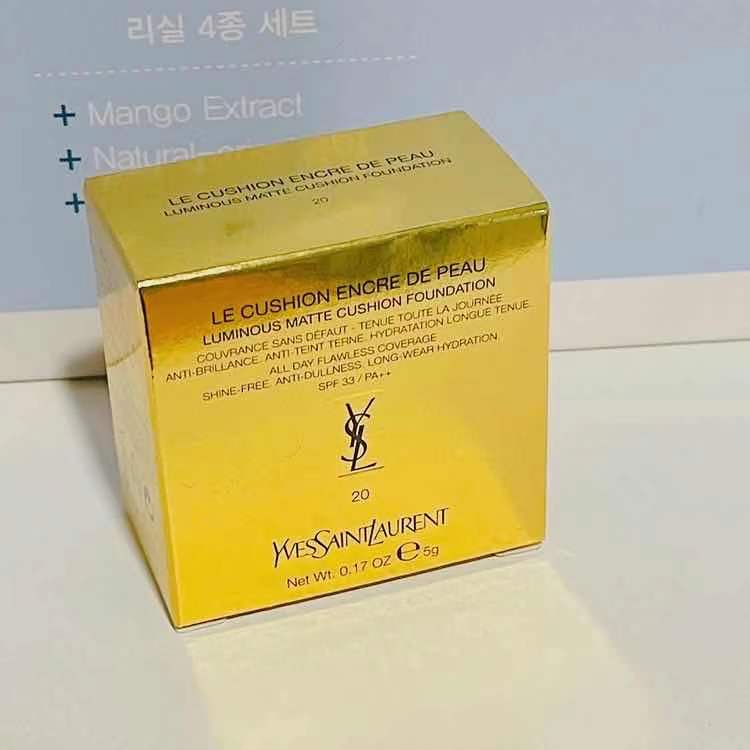 리실 4종 세트
+ Mango Extract
+ Natural-
+
LE CUSHION ENCRE DE PEAU
LUMINOUS MATTE CUSHION FOUNDATION
20
LE CUSHION ENCRE DE PEAU
LUMINOUS MATTE CUSHION FOUNDATION
COUVRANCE SANS DÉFAUT - TENUE TOUTE LA JOURNÉE
ANTI-BRILLANCE. ANTI-TEINT TERNE. HYDRATATION LONGUE TENUE.
ALL DAY FLAWLESS COVERAGE
SHINE-FREE. ANTI-DULLNESS. LONG-WEAR HYDRATION.
SPF 33 / PA++
YSL
20
YVESSAINTLAURENT
Net Wt. 0.17 OZ ℮ 5g